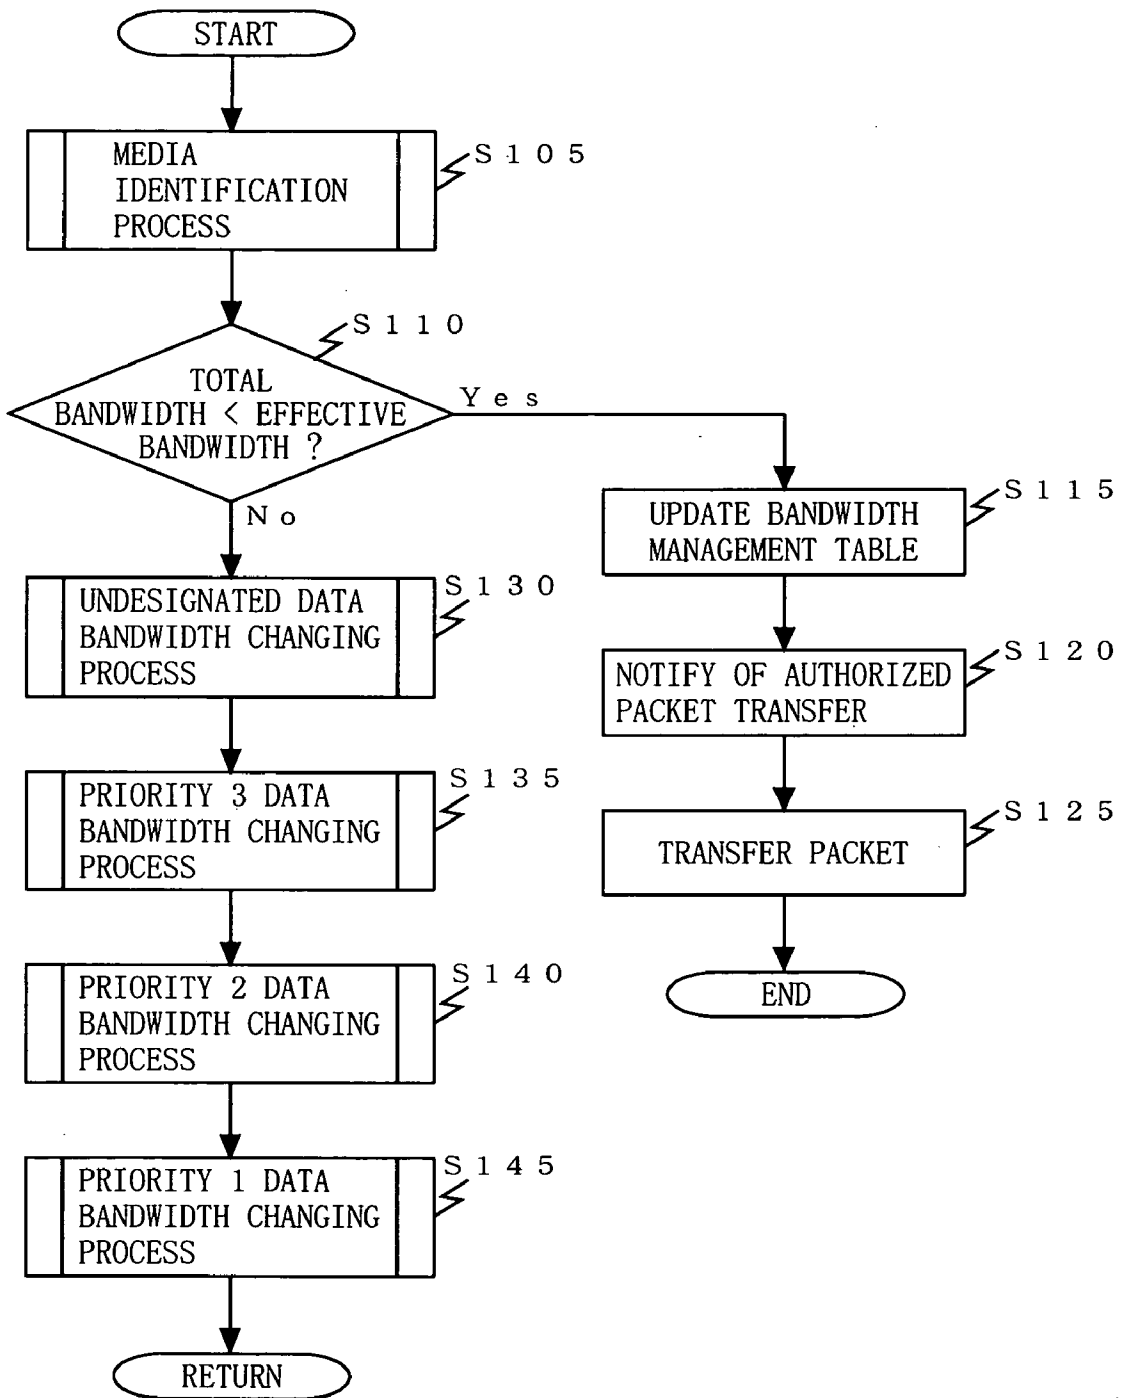 START
MEDIA
IDENTIFICATION
PROCESS
S105
S110
TOTAL
BANDWIDTH < EFFECTIVE
BANDWIDTH ?
Yes
No
UPDATE BANDWIDTH
MANAGEMENT TABLE
S115
NOTIFY OF AUTHORIZED
PACKET TRANSFER
S120
TRANSFER PACKET
S125
END
UNDESIGNATED DATA
BANDWIDTH CHANGING
PROCESS
S130
PRIORITY 3 DATA
BANDWIDTH CHANGING
PROCESS
S135
PRIORITY 2 DATA
BANDWIDTH CHANGING
PROCESS
S140
PRIORITY 1 DATA
BANDWIDTH CHANGING
PROCESS
S145
RETURN